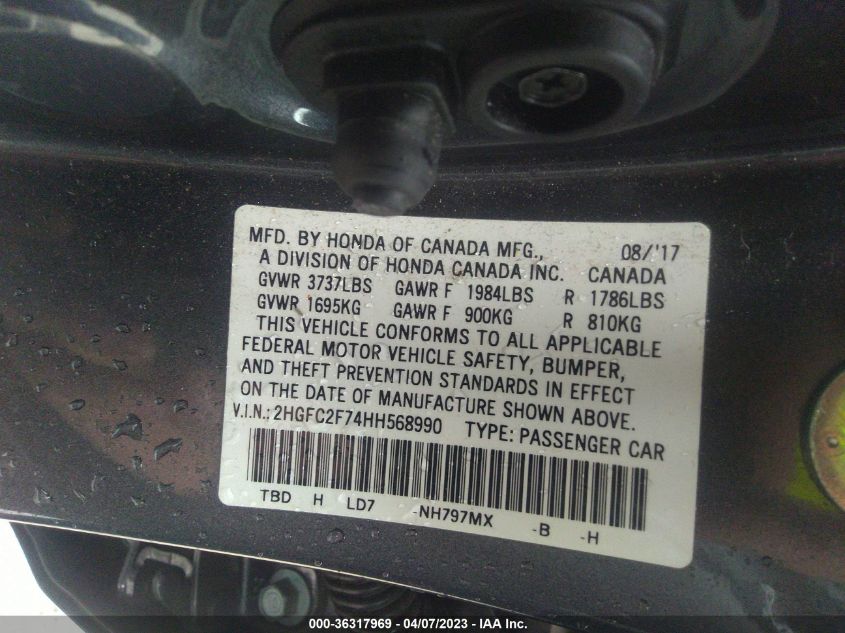 MFD. BY HONDA OF CANADA MFG., 08/'17
A DIVISION OF HONDA CANADA INC. CANADA
GVWR 3737LBS GAWR F 1984LBS R 1786LBS
GVWR 1695KG GAWR F 900KG R 810KG
THIS VEHICLE CONFORMS TO ALL APPLICABLE
FEDERAL MOTOR VEHICLE SAFETY, BUMPER,
AND THEFT PREVENTION STANDARDS IN EFFECT
ON THE DATE OF MANUFACTURE SHOWN ABOVE.
V.I.N.: 2HGFC2F74HH568990 TYPE: PASSENGER CAR
TBD H LD7 -NH797MX -B -H
000-36317969 - 04/07/2023 - IAA Inc.